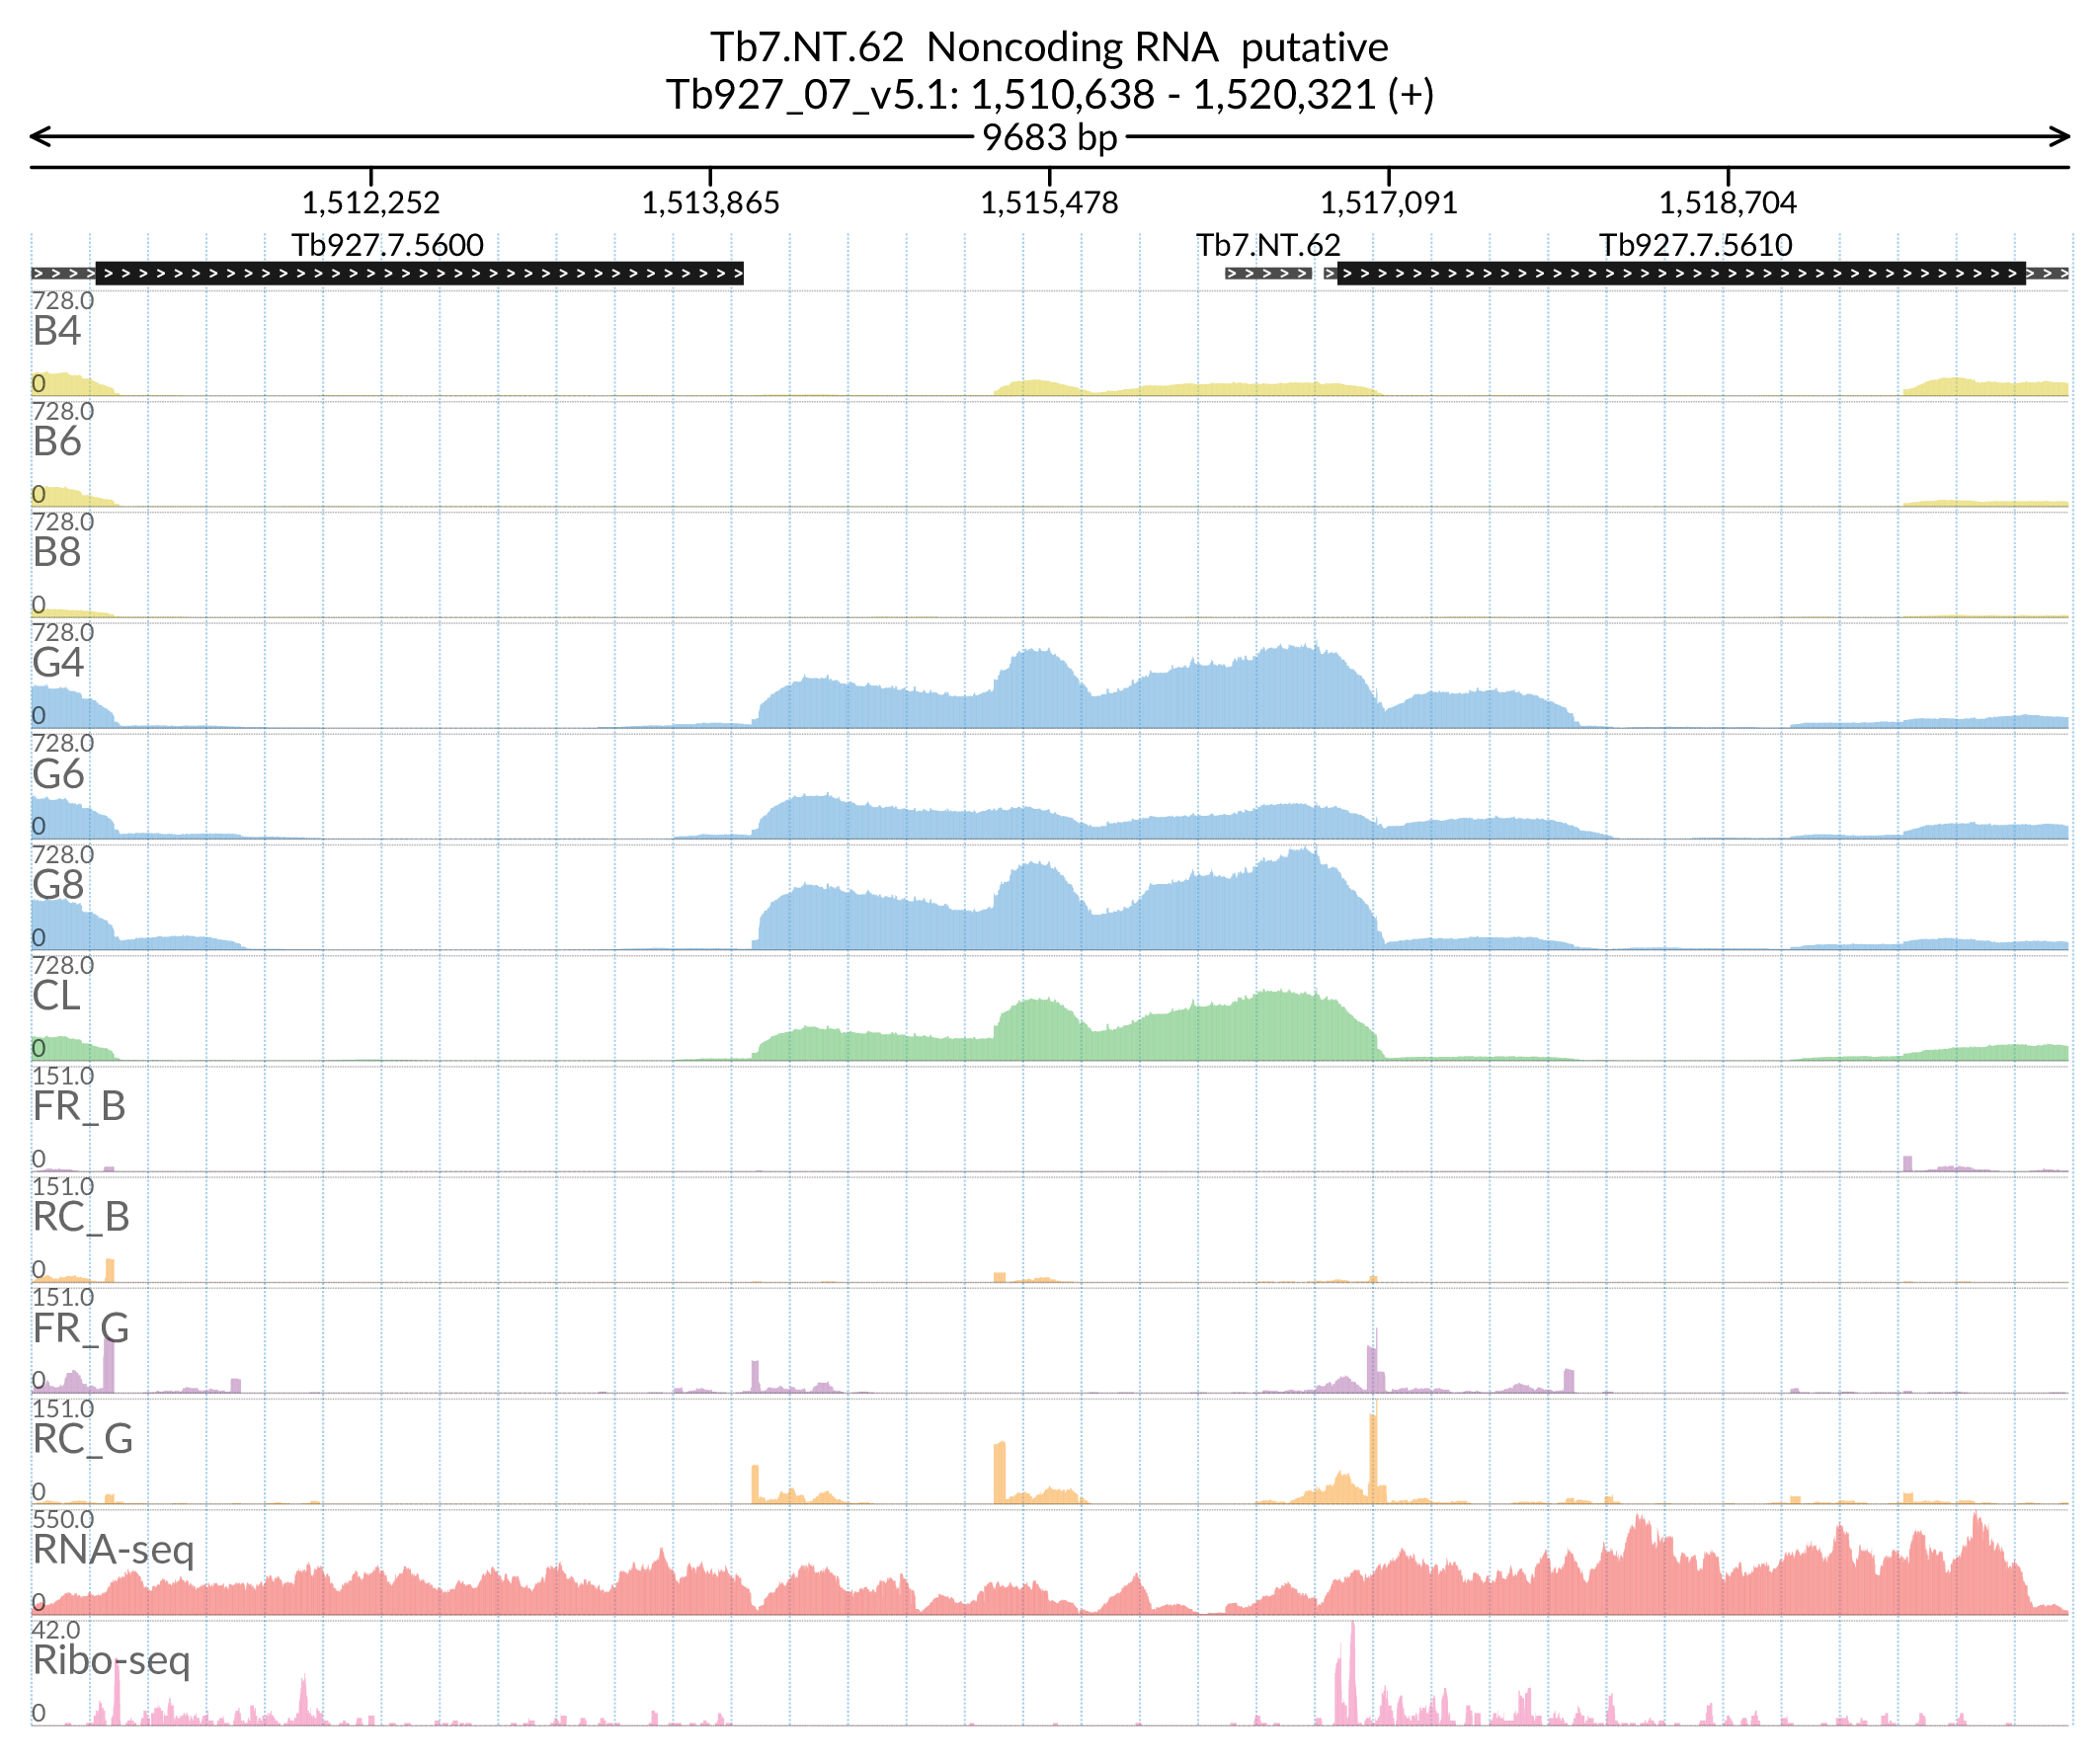 Tb7.NT.62 Noncoding RNA putative
Tb927_07_v5.1: 1,510,638 - 1,520,321 (+)
9683 bp
1,512,252 1,513,865 1,515,478 1,517,091 1,518,704
Tb927.7.5600 Tb7.NT.62 Tb927.7.5610
728.0
B4
0
728.0
B6
0
728.0
B8
0
728.0
G4
0
728.0
G6
0
728.0
G8
0
728.0
CL
0
151.0
FR_B
0
151.0
RC_B
0
151.0
FR_G
0
151.0
RC_G
0
550.0
RNA-seq
0
42.0
Ribo-seq
0